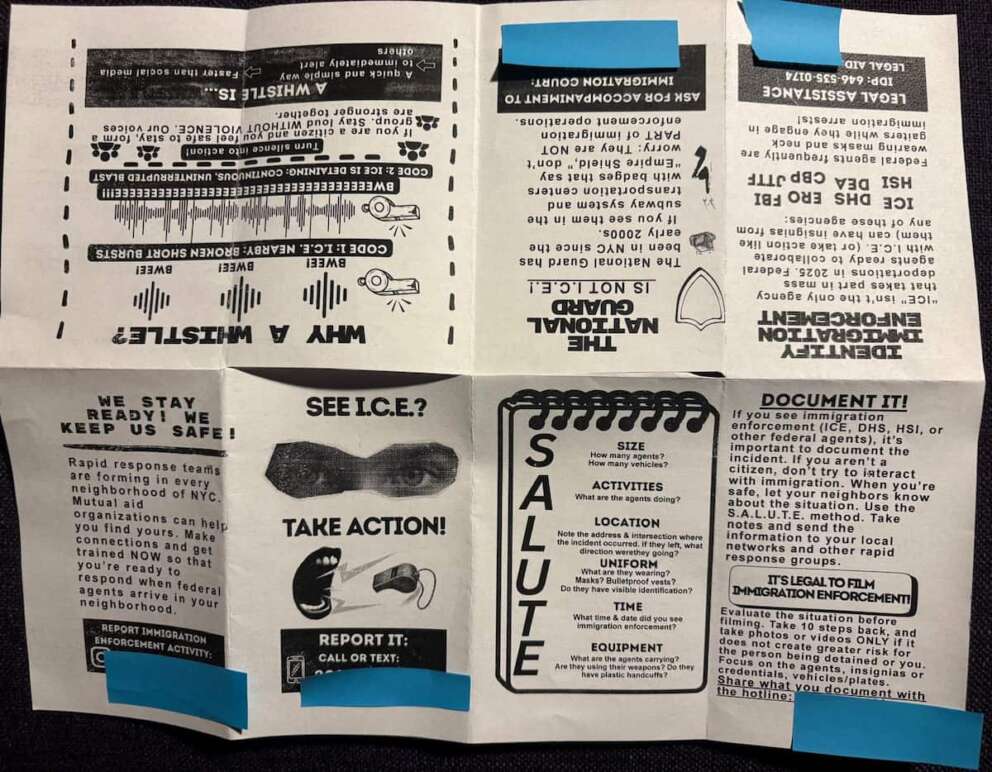 WHY A WHISTLE?
BWEE!
BWEE!
BWEE!
CODE 1: I.C.E. NEARBY: BROKEN SHORT BURSTS
BWEEEEEEEEEEEEEEEEEEEEEEEEEEEEEEEE!!!
CODE 2: ICE IS DETAINING: CONTINUOUS, UNINTERRUPTED BLAST
Turn silence into action!
If you are a citizen and you feel safe to stay, form a
group. Stay loud WITHOUT VIOLENCE. Our voices
are stronger together.
A WHISTLE IS...
A quick and simple way
to immediately alert
others
Faster than social media
THE
NATIONAL
GUARD
IS NOT I.C.E.!
The National Guard has
been in NYC since the
early 2000s.
If you see them in the
subway system and
transportation centers
with badges that say
"Empire Shield," don't
worry: They are NOT
PART of immigration
enforcement operations.
ASK FOR ACCOMPANIMENT TO
IMMIGRATION COURT:
IDENTIFY
IMMIGRATION
ENFORCEMENT
"ICE" isn't the only agency
that takes part in mass
deportations in 2025. Federal
agents ready to collaborate
with I.C.E. (or take action like
them) can have insignias from
any of these agencies:
ICE DHS ERO FBI
HSI DEA CBP JTTF
Federal agents are frequently
wearing masks and neck
gaiters while they engage in
immigration arrests!
LEGAL ASSISTANCE
IDP: 646-535-0174
LEGAL AID:
WE STAY
READY! WE
KEEP US SAFE!
Rapid response teams
are forming in every
neighborhood of NYC.
Mutual aid
organizations can help
you find yours. Make
connections and get
trained NOW so that
you're ready to
respond when federal
agents arrive in your
neighborhood.
REPORT IMMIGRATION
ENFORCEMENT ACTIVITY:
SEE I.C.E.?
TAKE ACTION!
REPORT IT:
CALL OR TEXT:
SALUTE
SIZE
How many agents?
How many vehicles?
ACTIVITIES
What are the agents doing?
LOCATION
Note the address & intersection where
the incident occurred. If they left, what
direction werethey going?
UNIFORM
What are they wearing?
Masks? Bulletproof vests?
Do they have visible identification?
TIME
What time & date did you see
immigration enforcement?
EQUIPMENT
What are the agents carrying?
Are they using their weapons? Do they
have plastic handcuffs?
DOCUMENT IT!
If you see immigration
enforcement (ICE, DHS, HSI, or
other federal agents), it's
important to document the
incident. If you aren't a
citizen, don't try to interact
with immigration. When you're
safe, let your neighbors know
about the situation. Use the
S.A.L.U.T.E. method. Take
notes and send the
information to your local
networks and other rapid
response groups.
IT'S LEGAL TO FILM
IMMIGRATION ENFORCEMENT!
Evaluate the situation before
filming. Take 10 steps back, and
take photos or videos ONLY if it
does not create greater risk for
the person being detained or you.
Focus on the agents, insignias or
credentials, vehicles/plates.
Share what you document with
the hotline: